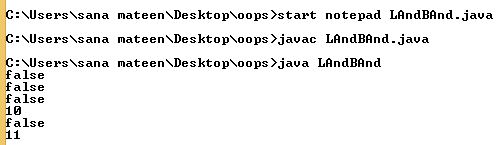 C:\Users\sana mateen\Desktop\oops>start notepad LAndBAnd.java
C:\Users\sana mateen\Desktop\oops>javac LAndBAnd.java
C:\Users\sana mateen\Desktop\oops>java LAndBAnd
false
false
false
10
false
11